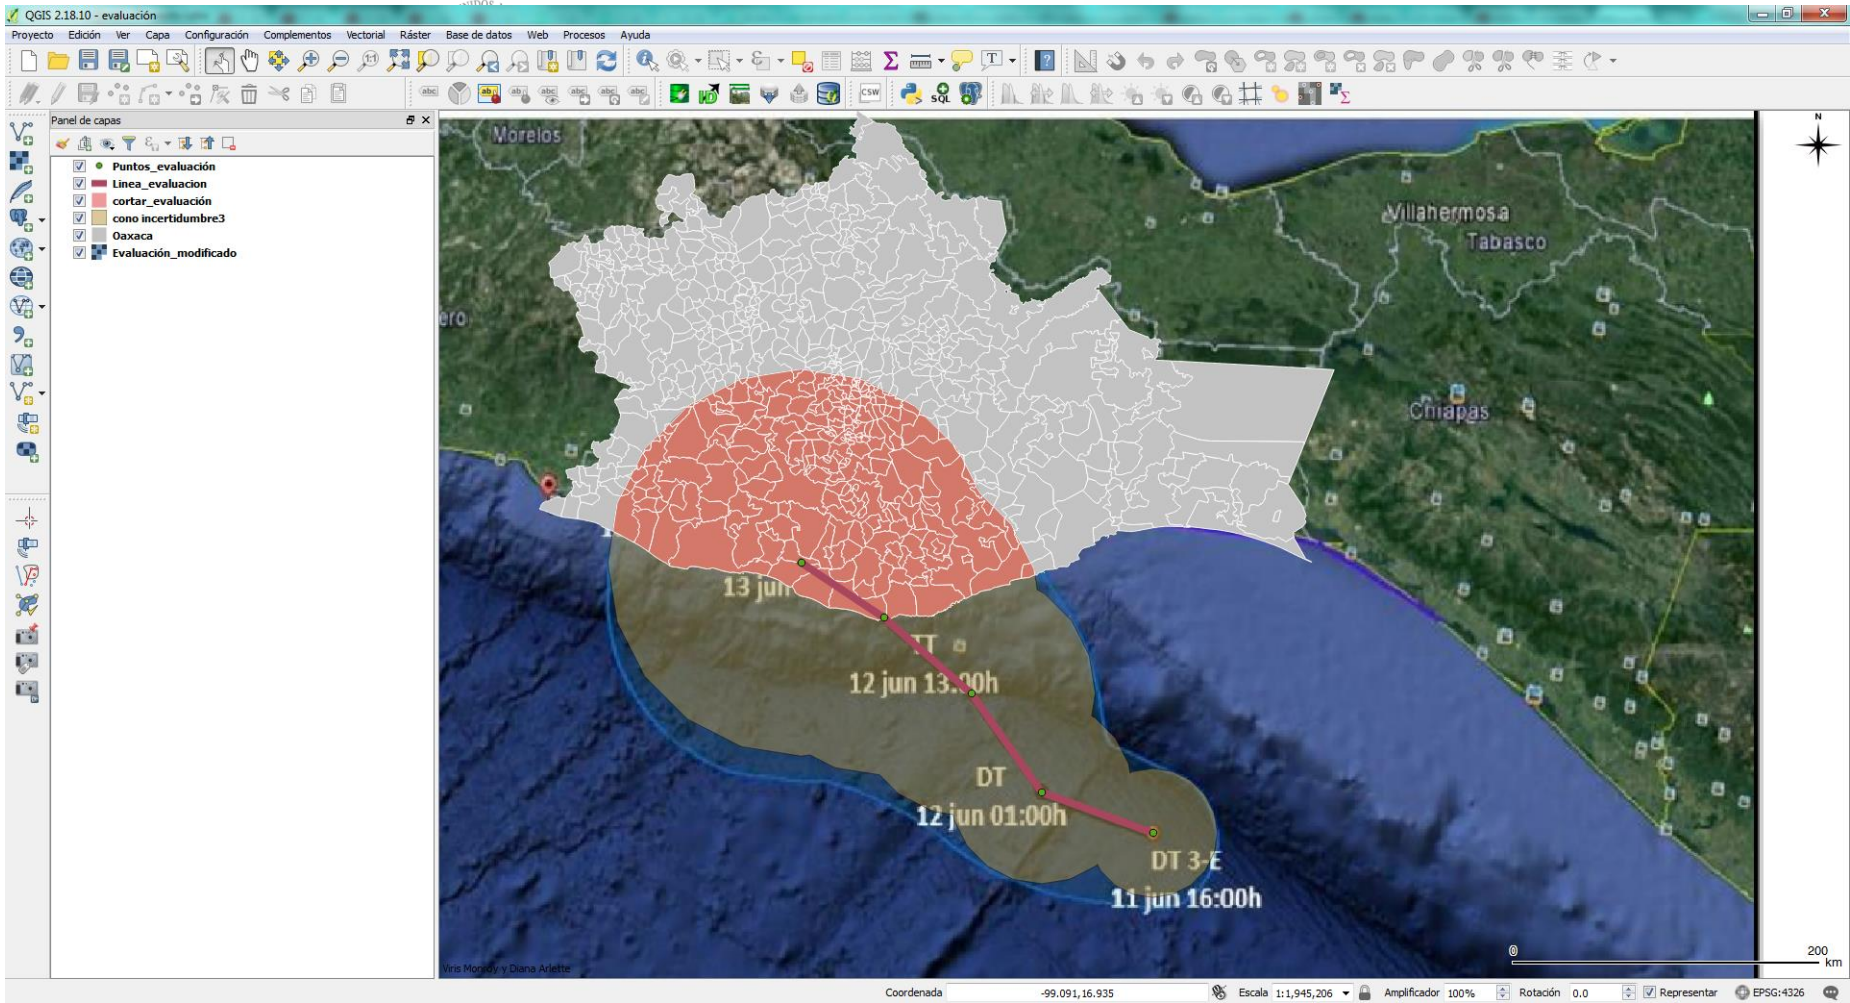 QGIS 2.18.10 - evaluación
Proyecto Edición Ver Capa Configuración Complementos Vectorial Ráster Base de datos Web Procesos Ayuda
Panel de capas
Puntos_evaluación
Linea_evaluacion
cortar_evaluación
cono incertidumbre3
Oaxaca
Evaluación_modificado
Morelos
N
Villahermosa
Tabasco
ero
Chiapas
13 jun
TT
12 jun 13:00h
DT
12 jun 01:00h
DT 3-E
11 jun 16:00h
0 200
km
Coordenada -99.091,16.935 Escala 1:1,945,206 Amplificador 100% Rotación 0.0 Representar EPSG:4326